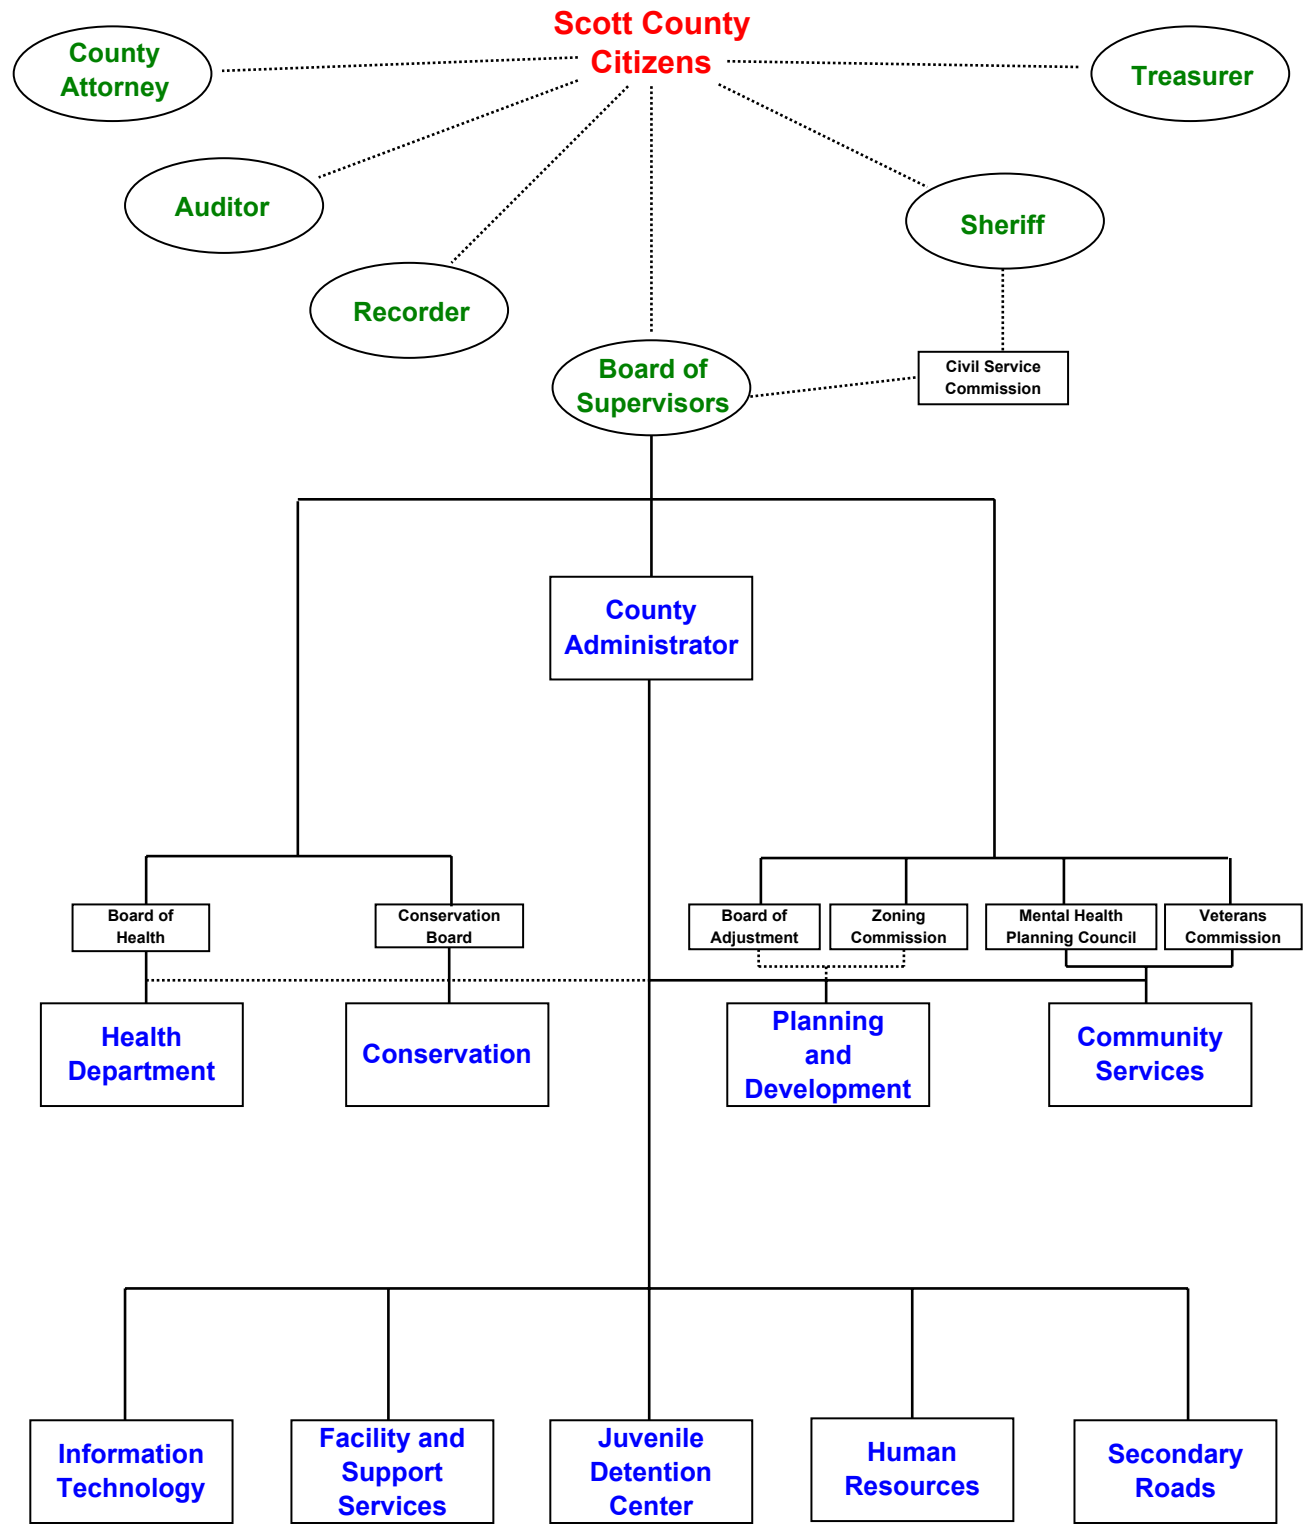 Scott County
Citizens
County
Attorney
Treasurer
Auditor
Sheriff
Recorder
Board of
Supervisors
Civil Service
Commission
County
Administrator
Board of
Health
Conservation
Board
Board of
Adjustment
Zoning
Commission
Mental Health
Planning Council
Veterans
Commission
Health
Department
Conservation
Planning
and
Development
Community
Services
Information
Technology
Facility and
Support
Services
Juvenile
Detention
Center
Human
Resources
Secondary
Roads